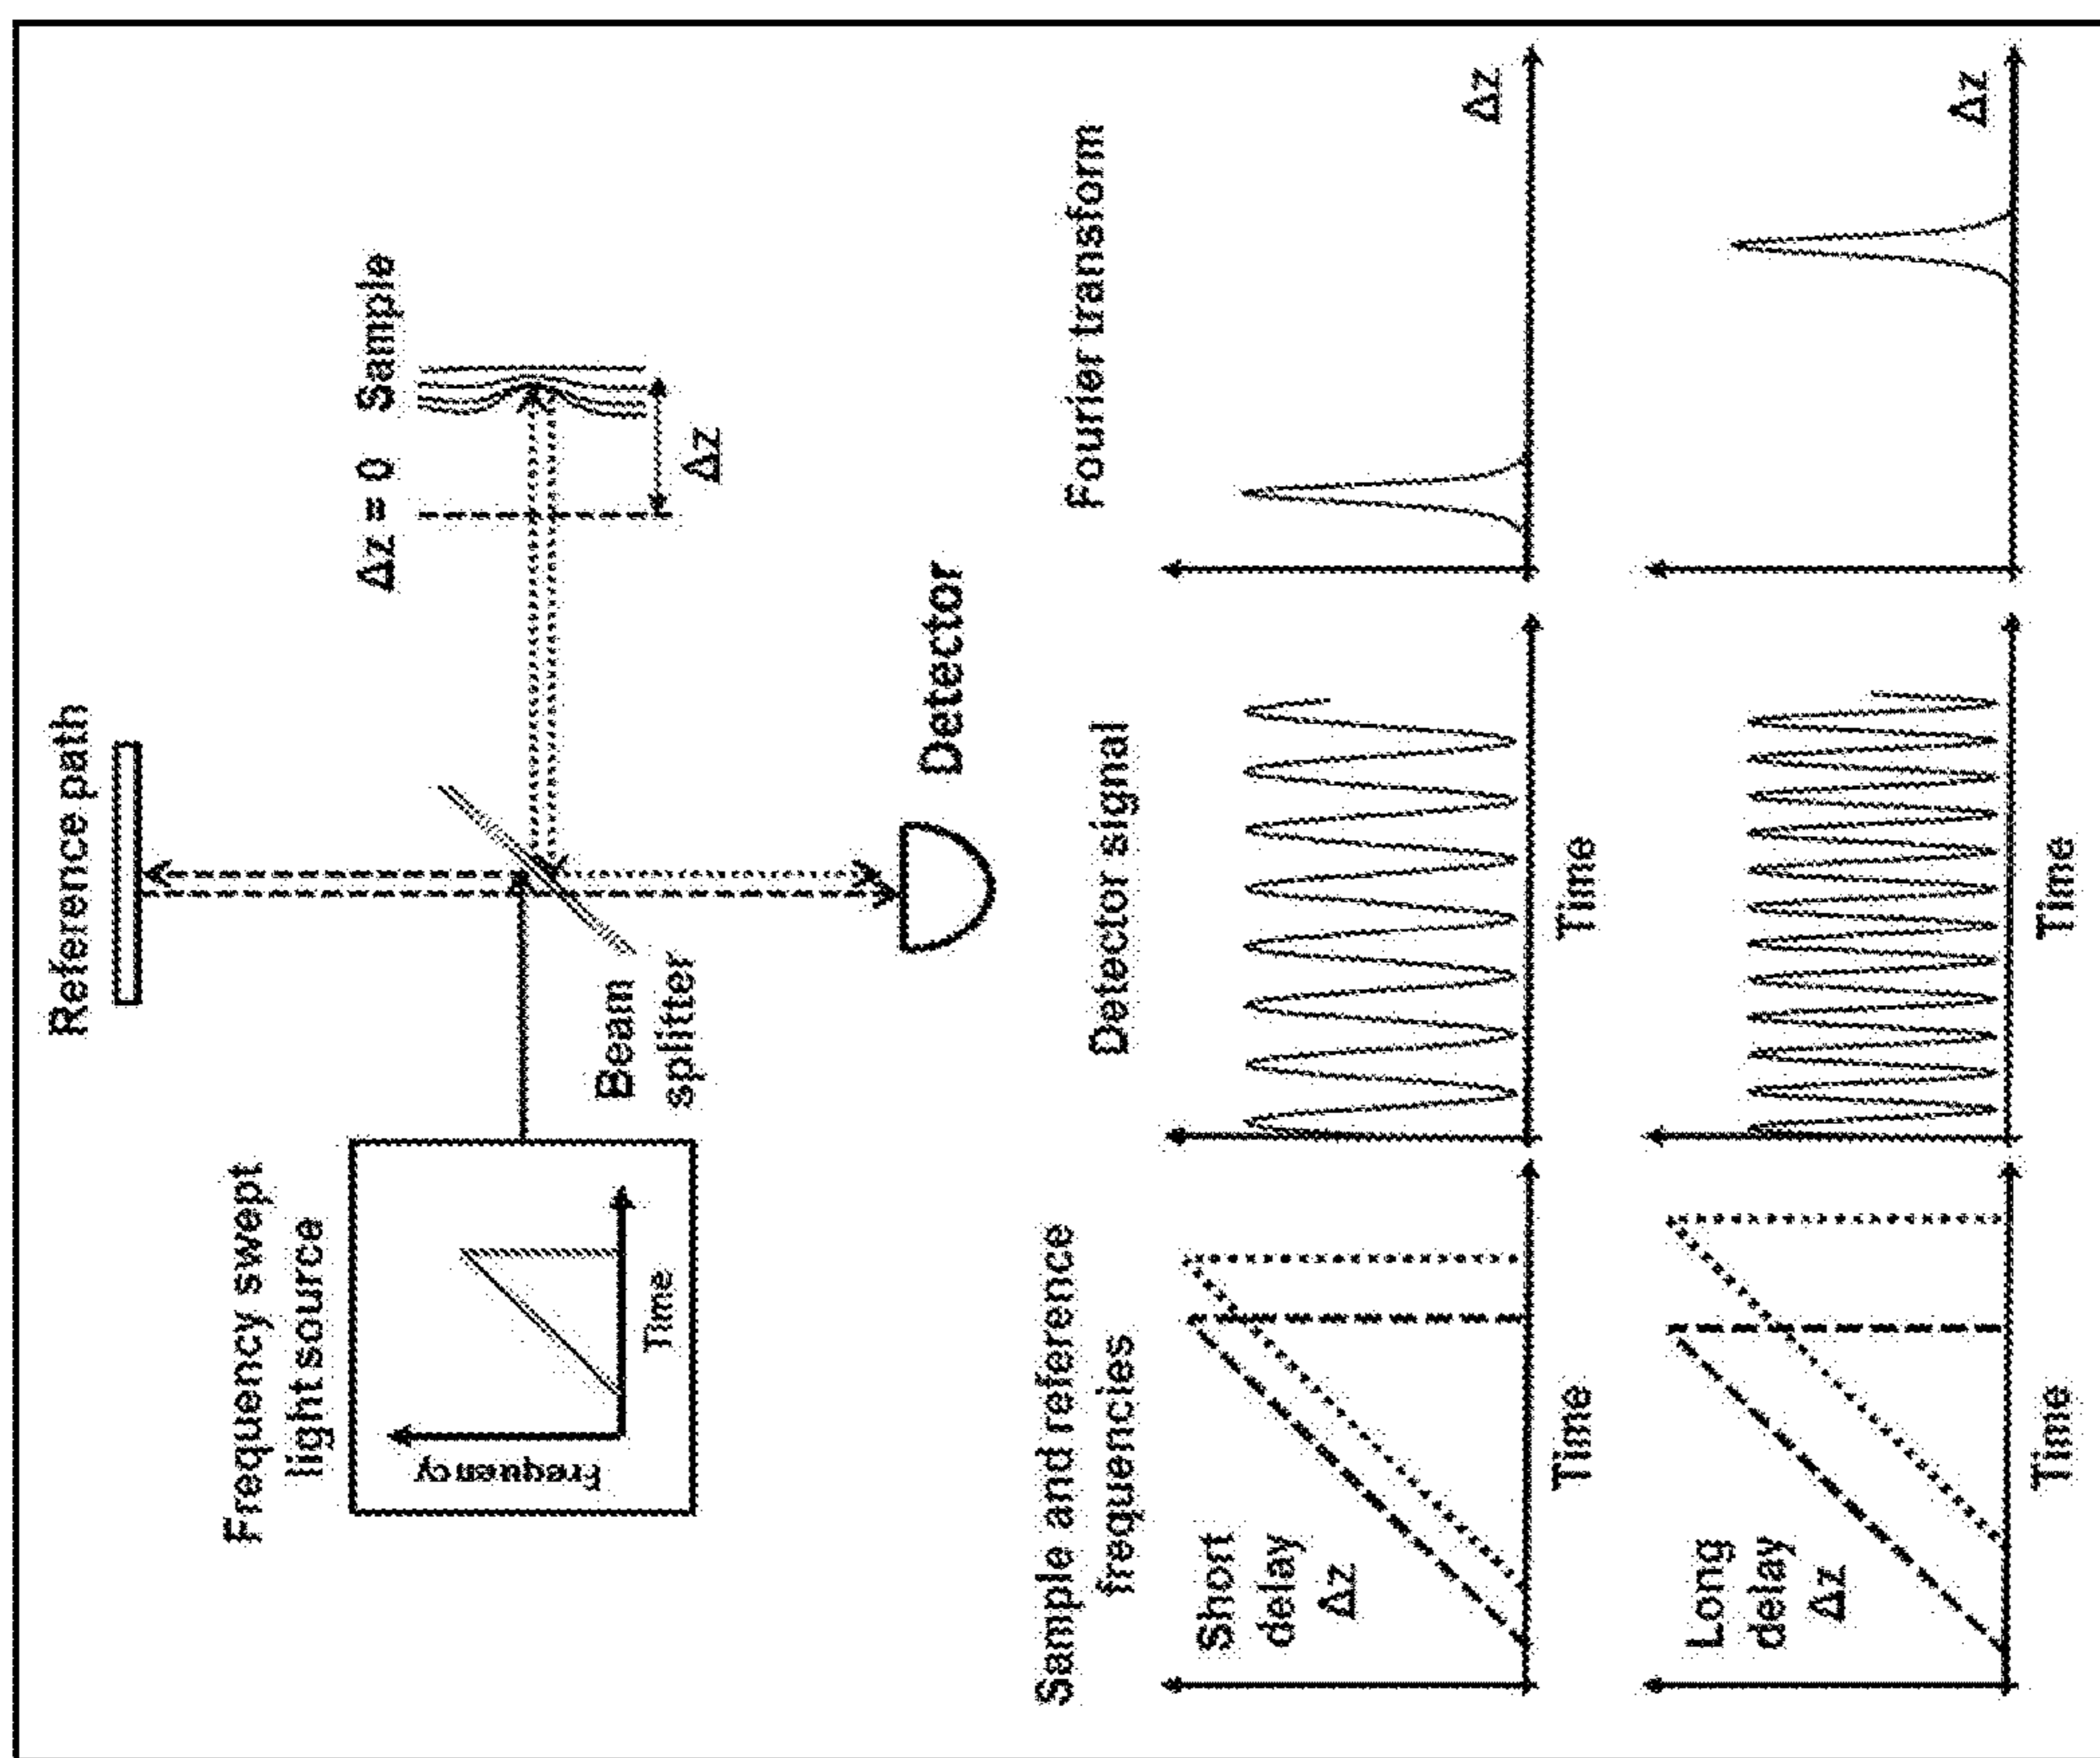 Reference path
Frequency swept
light source
Frequency
Time
Beam
splitter
Δz = 0
Sample
Δz
Detector
Sample and reference
frequencies
Detector signal
Fourier transform
Short
delay
Δz
Time
Time
Δz
Long
delay
Δz
Time
Time
Δz